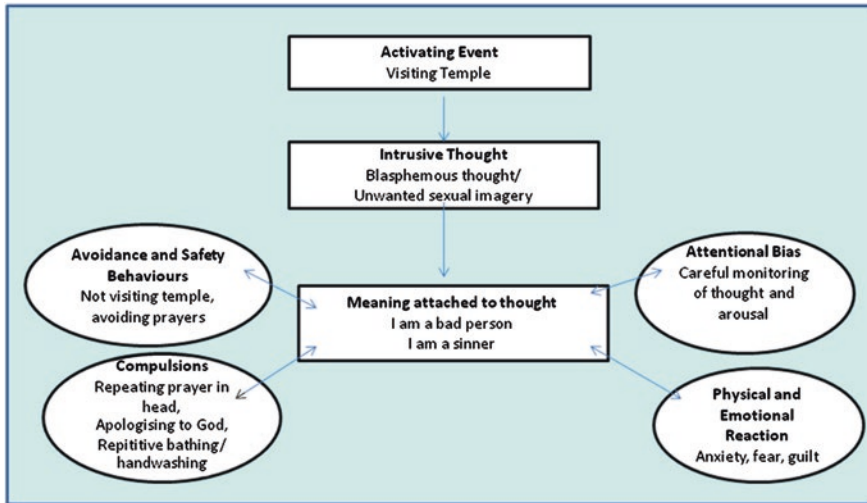 Activating Event
Visiting Temple
Intrusive Thought
Blasphemous thought/
Unwanted sexual imagery
Avoidance and Safety
Behaviours
Not visiting temple,
avoiding prayers
Attentional Bias
Careful monitoring
of thought and
arousal
Meaning attached to thought
I am a bad person
I am a sinner
Compulsions
Repeating prayer in
head,
Apologising to God,
Repititive bathing/
handwashing
Physical and
Emotional
Reaction
Anxiety, fear, guilt